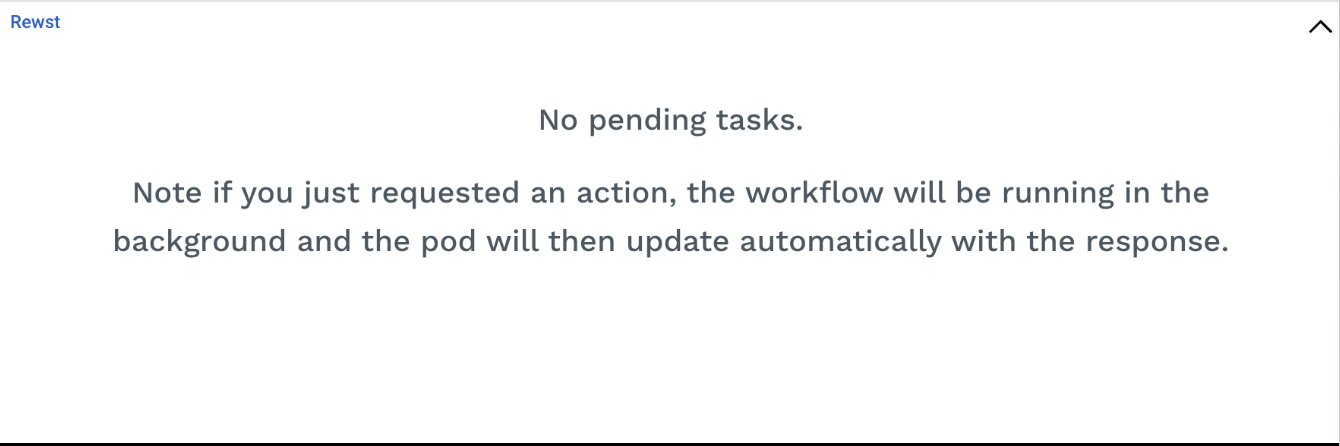 Rewst
No pending tasks.
Note if you just requested an action, the workflow will be running in the
background and the pod will then update automatically with the response.